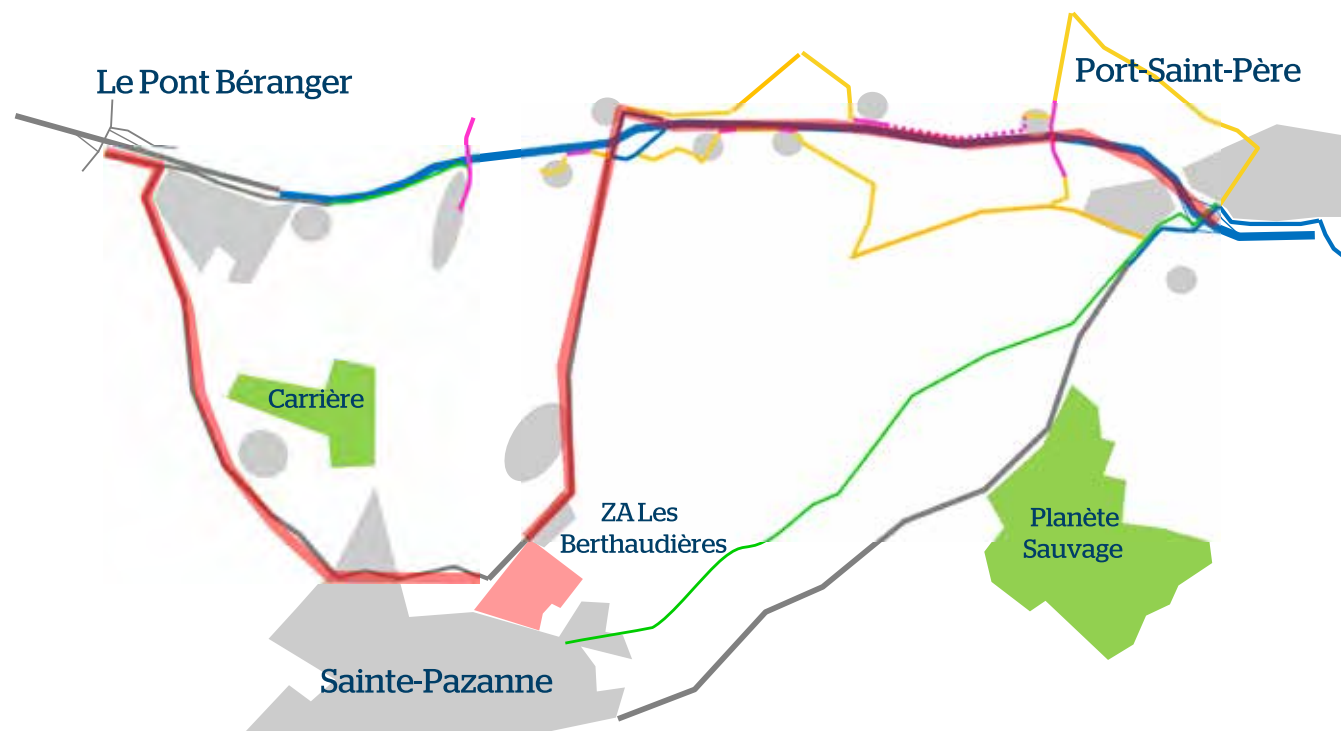 Le Pont Béranger
Port-Saint-Père
Carrière
ZA Les
Berthaudières
Planète
Sauvage
Sainte-Pazanne